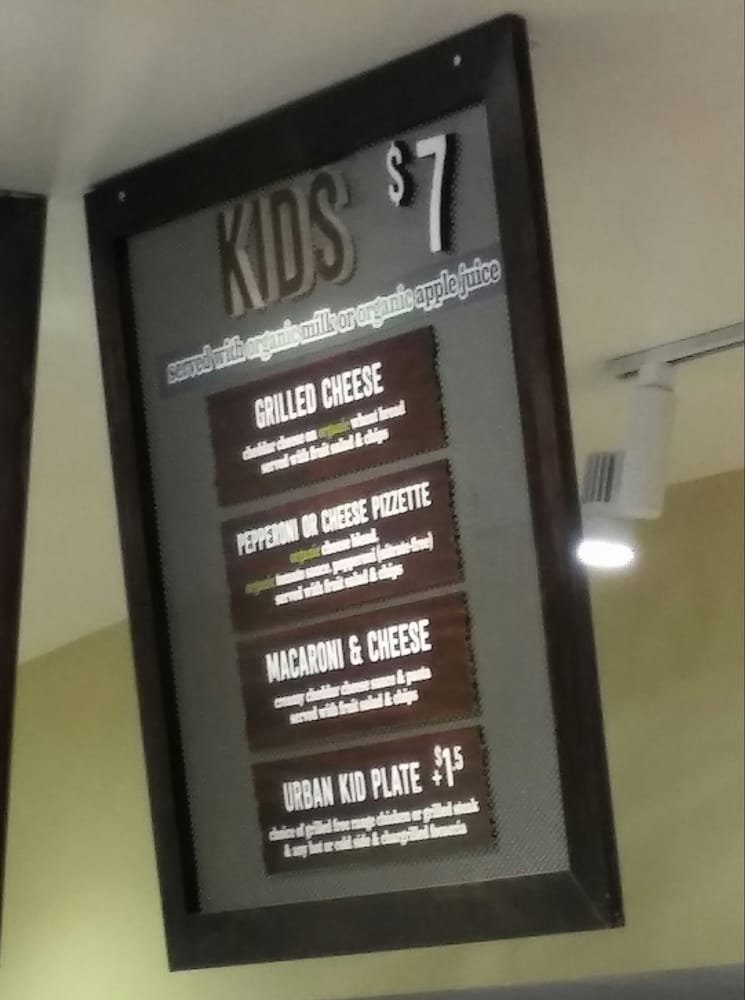 KIDS $7
served with organic milk or organic apple juice
GRILLED CHEESE
cheddar cheese on organic wheat bread
served with fruit salad & chips
PEPPERONI OR CHEESE PIZZETTE
organic cheese blend,
organic tomato sauce, pepperoni (nitrate free)
served with fruit salad & chips
MACARONI & CHEESE
creamy cheddar cheese sauce & pasta
served with fruit salad & chips
URBAN KID PLATE +$1.5
choice of grilled free range chicken or grilled steak
& any hot or cold side & chargrilled focaccia